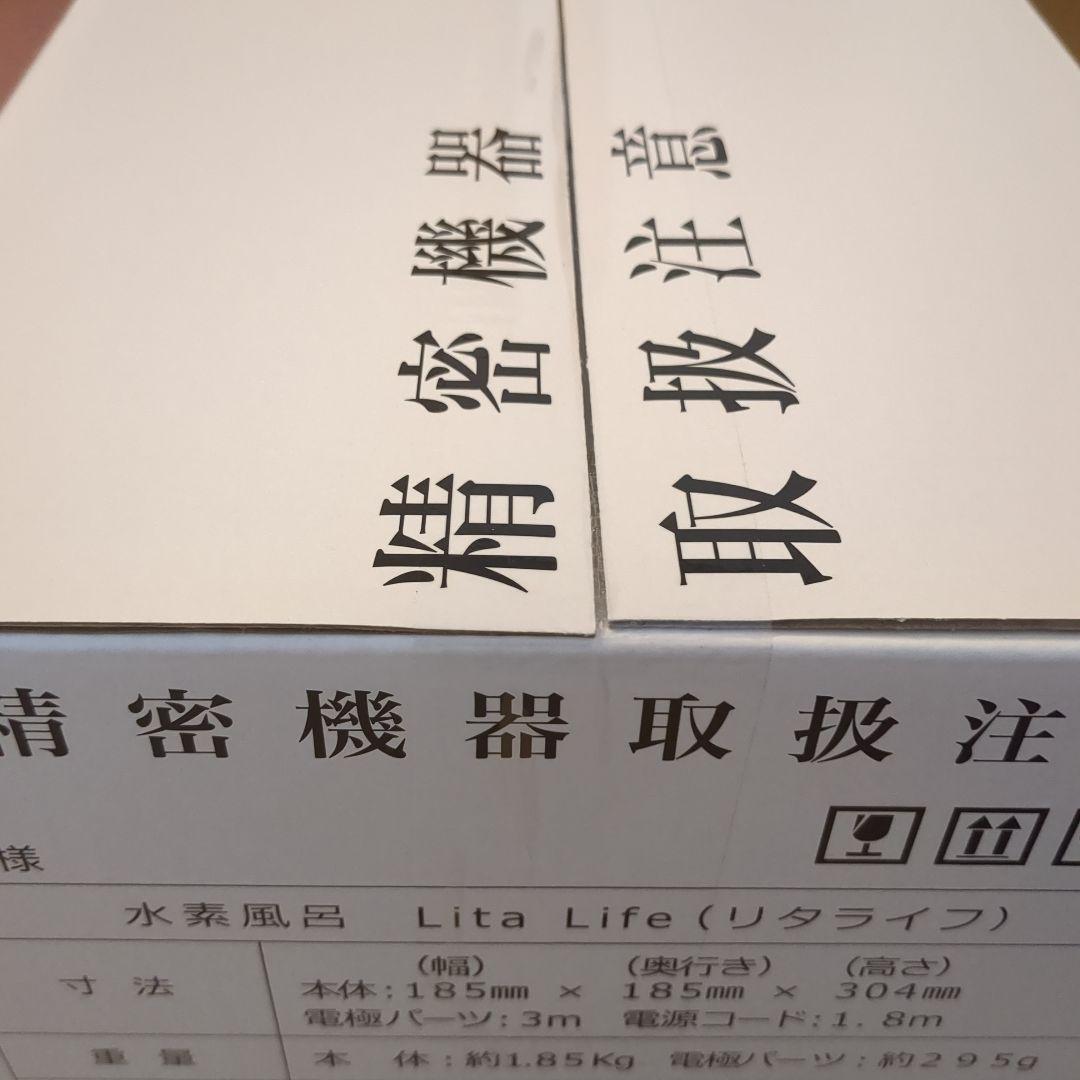 精密機器
取扱注意
精密機器取扱注
様
水素風呂 Lita Life（リタライフ）
寸法 （幅） （奥行き） （高さ）
本体：185mm × 185mm × 304mm
電極パーツ：3m 電源コード：1.8m
重量 本体：約1.85Kg 電極パーツ：約295g